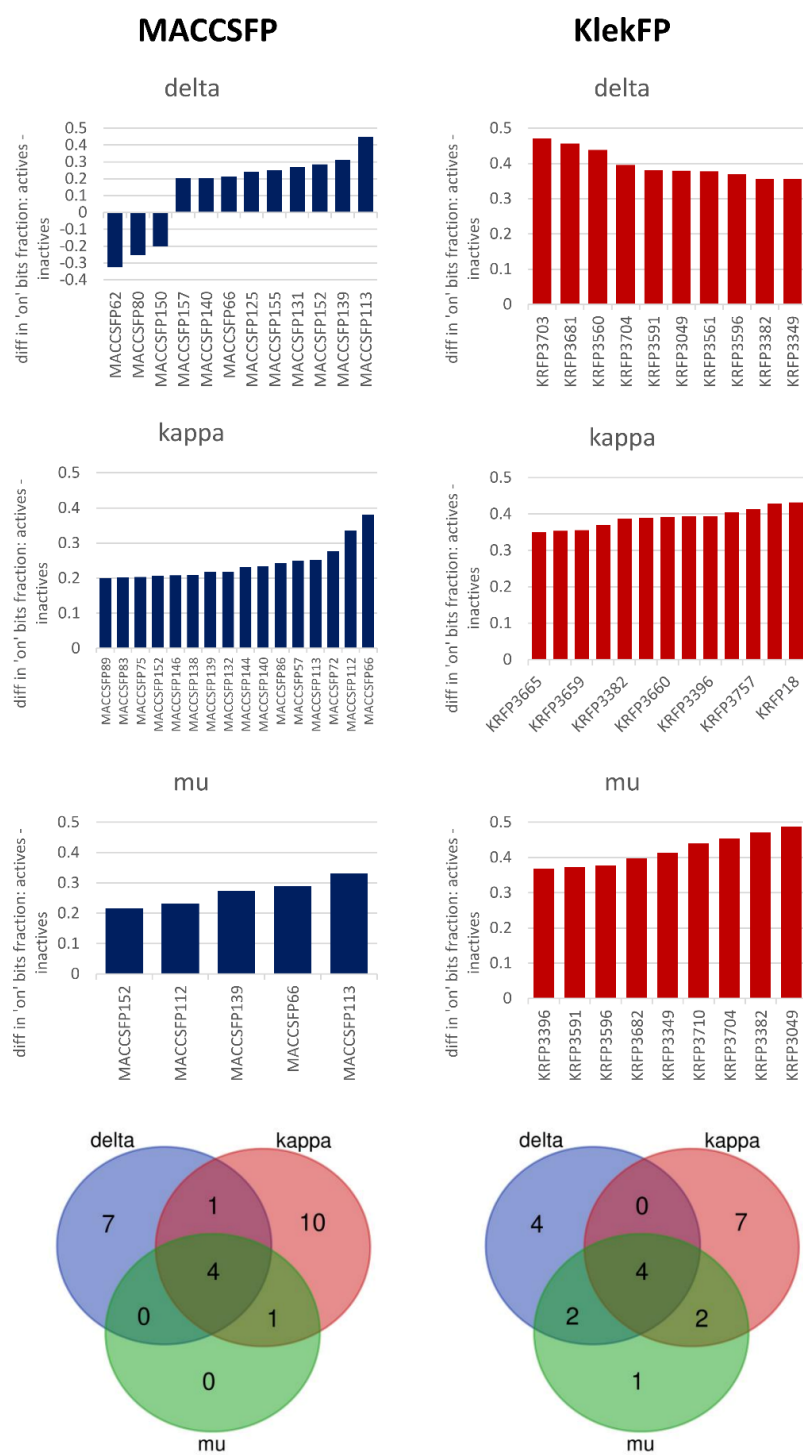 MACCSFP
KlekFP
delta
diff in 'on' bits fraction: actives -
inactives
0.5
0.4
0.3
0.2
0.1
0
-0.1
-0.2
-0.3
-0.4
MACCSFP62
MACCSFP80
MACCSFP150
MACCSFP157
MACCSFP140
MACCSFP66
MACCSFP125
MACCSFP155
MACCSFP131
MACCSFP152
MACCSFP139
MACCSFP113
delta
diff in 'on' bits fraction: actives -
inactives
0.5
0.4
0.3
0.2
0.1
0
KRFP3703
KRFP3681
KRFP3560
KRFP3704
KRFP3591
KRFP3049
KRFP3561
KRFP3596
KRFP3382
KRFP3349
kappa
diff in 'on' bits fraction: actives -
inactives
0.5
0.4
0.3
0.2
0.1
0
MACCSFP89
MACCSFP83
MACCSFP75
MACCSFP152
MACCSFP146
MACCSFP138
MACCSFP139
MACCSFP132
MACCSFP144
MACCSFP140
MACCSFP86
MACCSFP57
MACCSFP113
MACCSFP72
MACCSFP112
MACCSFP66
kappa
diff in 'on' bits fraction: actives -
inactives
0.5
0.4
0.3
0.2
0.1
0
KRFP3665
KRFP3659
KRFP3382
KRFP3660
KRFP3396
KRFP3757
KRFP18
mu
diff in 'on' bits fraction: actives -
inactives
0.5
0.4
0.3
0.2
0.1
0
MACCSFP152
MACCSFP112
MACCSFP139
MACCSFP66
MACCSFP113
mu
diff in 'on' bits fraction: actives -
inactives
0.5
0.4
0.3
0.2
0.1
0
KRFP3396
KRFP3591
KRFP3596
KRFP3682
KRFP3349
KRFP3710
KRFP3704
KRFP3382
KRFP3049
delta
kappa
7
1
10
4
0
1
0
mu
delta
kappa
4
0
7
4
2
2
1
mu